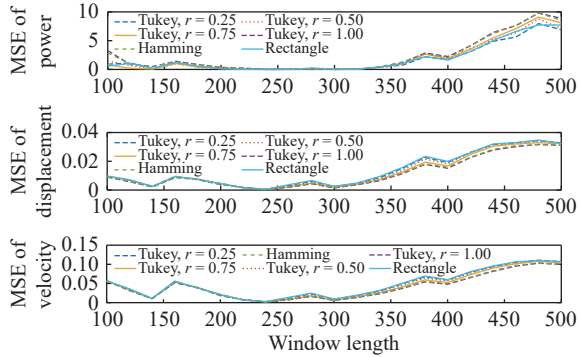 MSE of power
10
5
0
Tukey, r = 0.25
Tukey, r = 0.50
Tukey, r = 0.75
Tukey, r = 1.00
Hamming
Rectangle
100 150 200 250 300 350 400 450 500
MSE of displacement
0.04
0.02
0
Tukey, r = 0.25
Tukey, r = 0.50
Tukey, r = 0.75
Tukey, r = 1.00
Hamming
Rectangle
100 150 200 250 300 350 400 450 500
MSE of velocity
0.15
0.10
0.05
0
Tukey, r = 0.25
Hamming
Tukey, r = 1.00
Tukey, r = 0.75
Tukey, r = 0.50
Rectangle
100 150 200 250 300 350 400 450 500
Window length